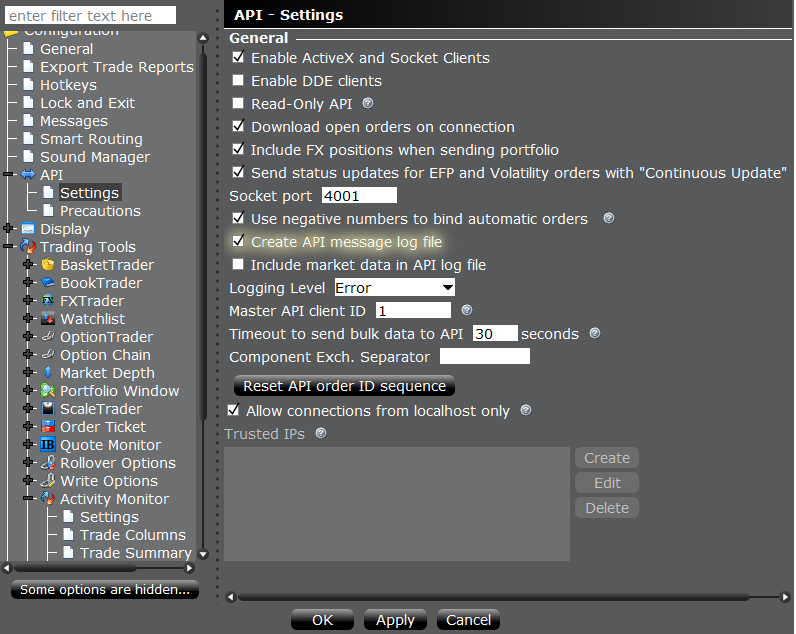 enter filter text here
Configuration
General
Export Trade Reports
Hotkeys
Lock and Exit
Messages
Smart Routing
Sound Manager
API
Settings
Precautions
Display
Trading Tools
BasketTrader
BookTrader
FX FXTrader
Watchlist
OptionTrader
Option Chain
Market Depth
Portfolio Window
ScaleTrader
Order Ticket
IB Quote Monitor
Rollover Options
Write Options
Activity Monitor
Settings
Trade Columns
Trade Summary
Some options are hidden...
API - Settings
General
Enable ActiveX and Socket Clients
Enable DDE clients
Read-Only API ?
Download open orders on connection
Include FX positions when sending portfolio
Send status updates for EFP and Volatility orders with "Continuous Update"
Socket port 4001
Use negative numbers to bind automatic orders ?
Create API message log file
Include market data in API log file
Logging Level Error
Master API client ID 1 ?
Timeout to send bulk data to API 30 seconds ?
Component Exch. Separator
Reset API order ID sequence
Allow connections from localhost only ?
Trusted IPs ?
Create
Edit
Delete
OK Apply Cancel